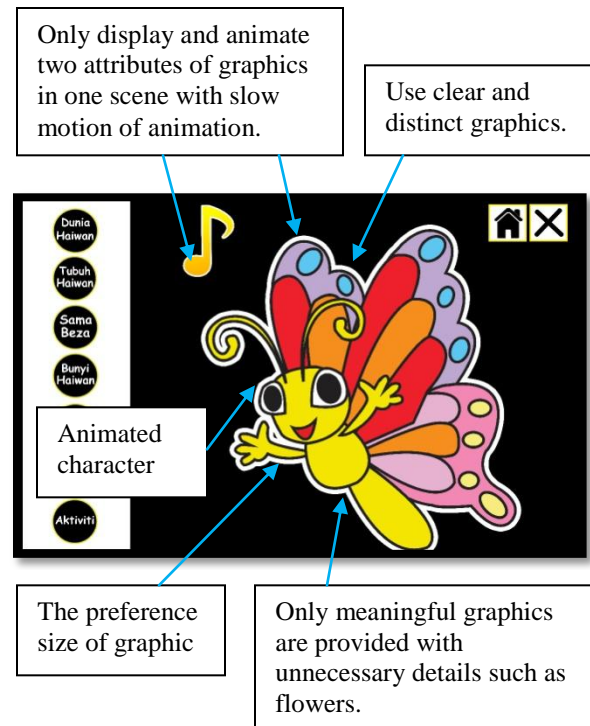 Only display and animate
two attributes of graphics
in one scene with slow
motion of animation.
Use clear and
distinct graphics.
Dunia
Haiwan
Tubuh
Haiwan
Sama
Beza
Bunyi
Haiwan
Animated
character
Aktiviti
The preference
size of graphic
Only meaningful graphics
are provided with
unnecessary details such as
flowers.